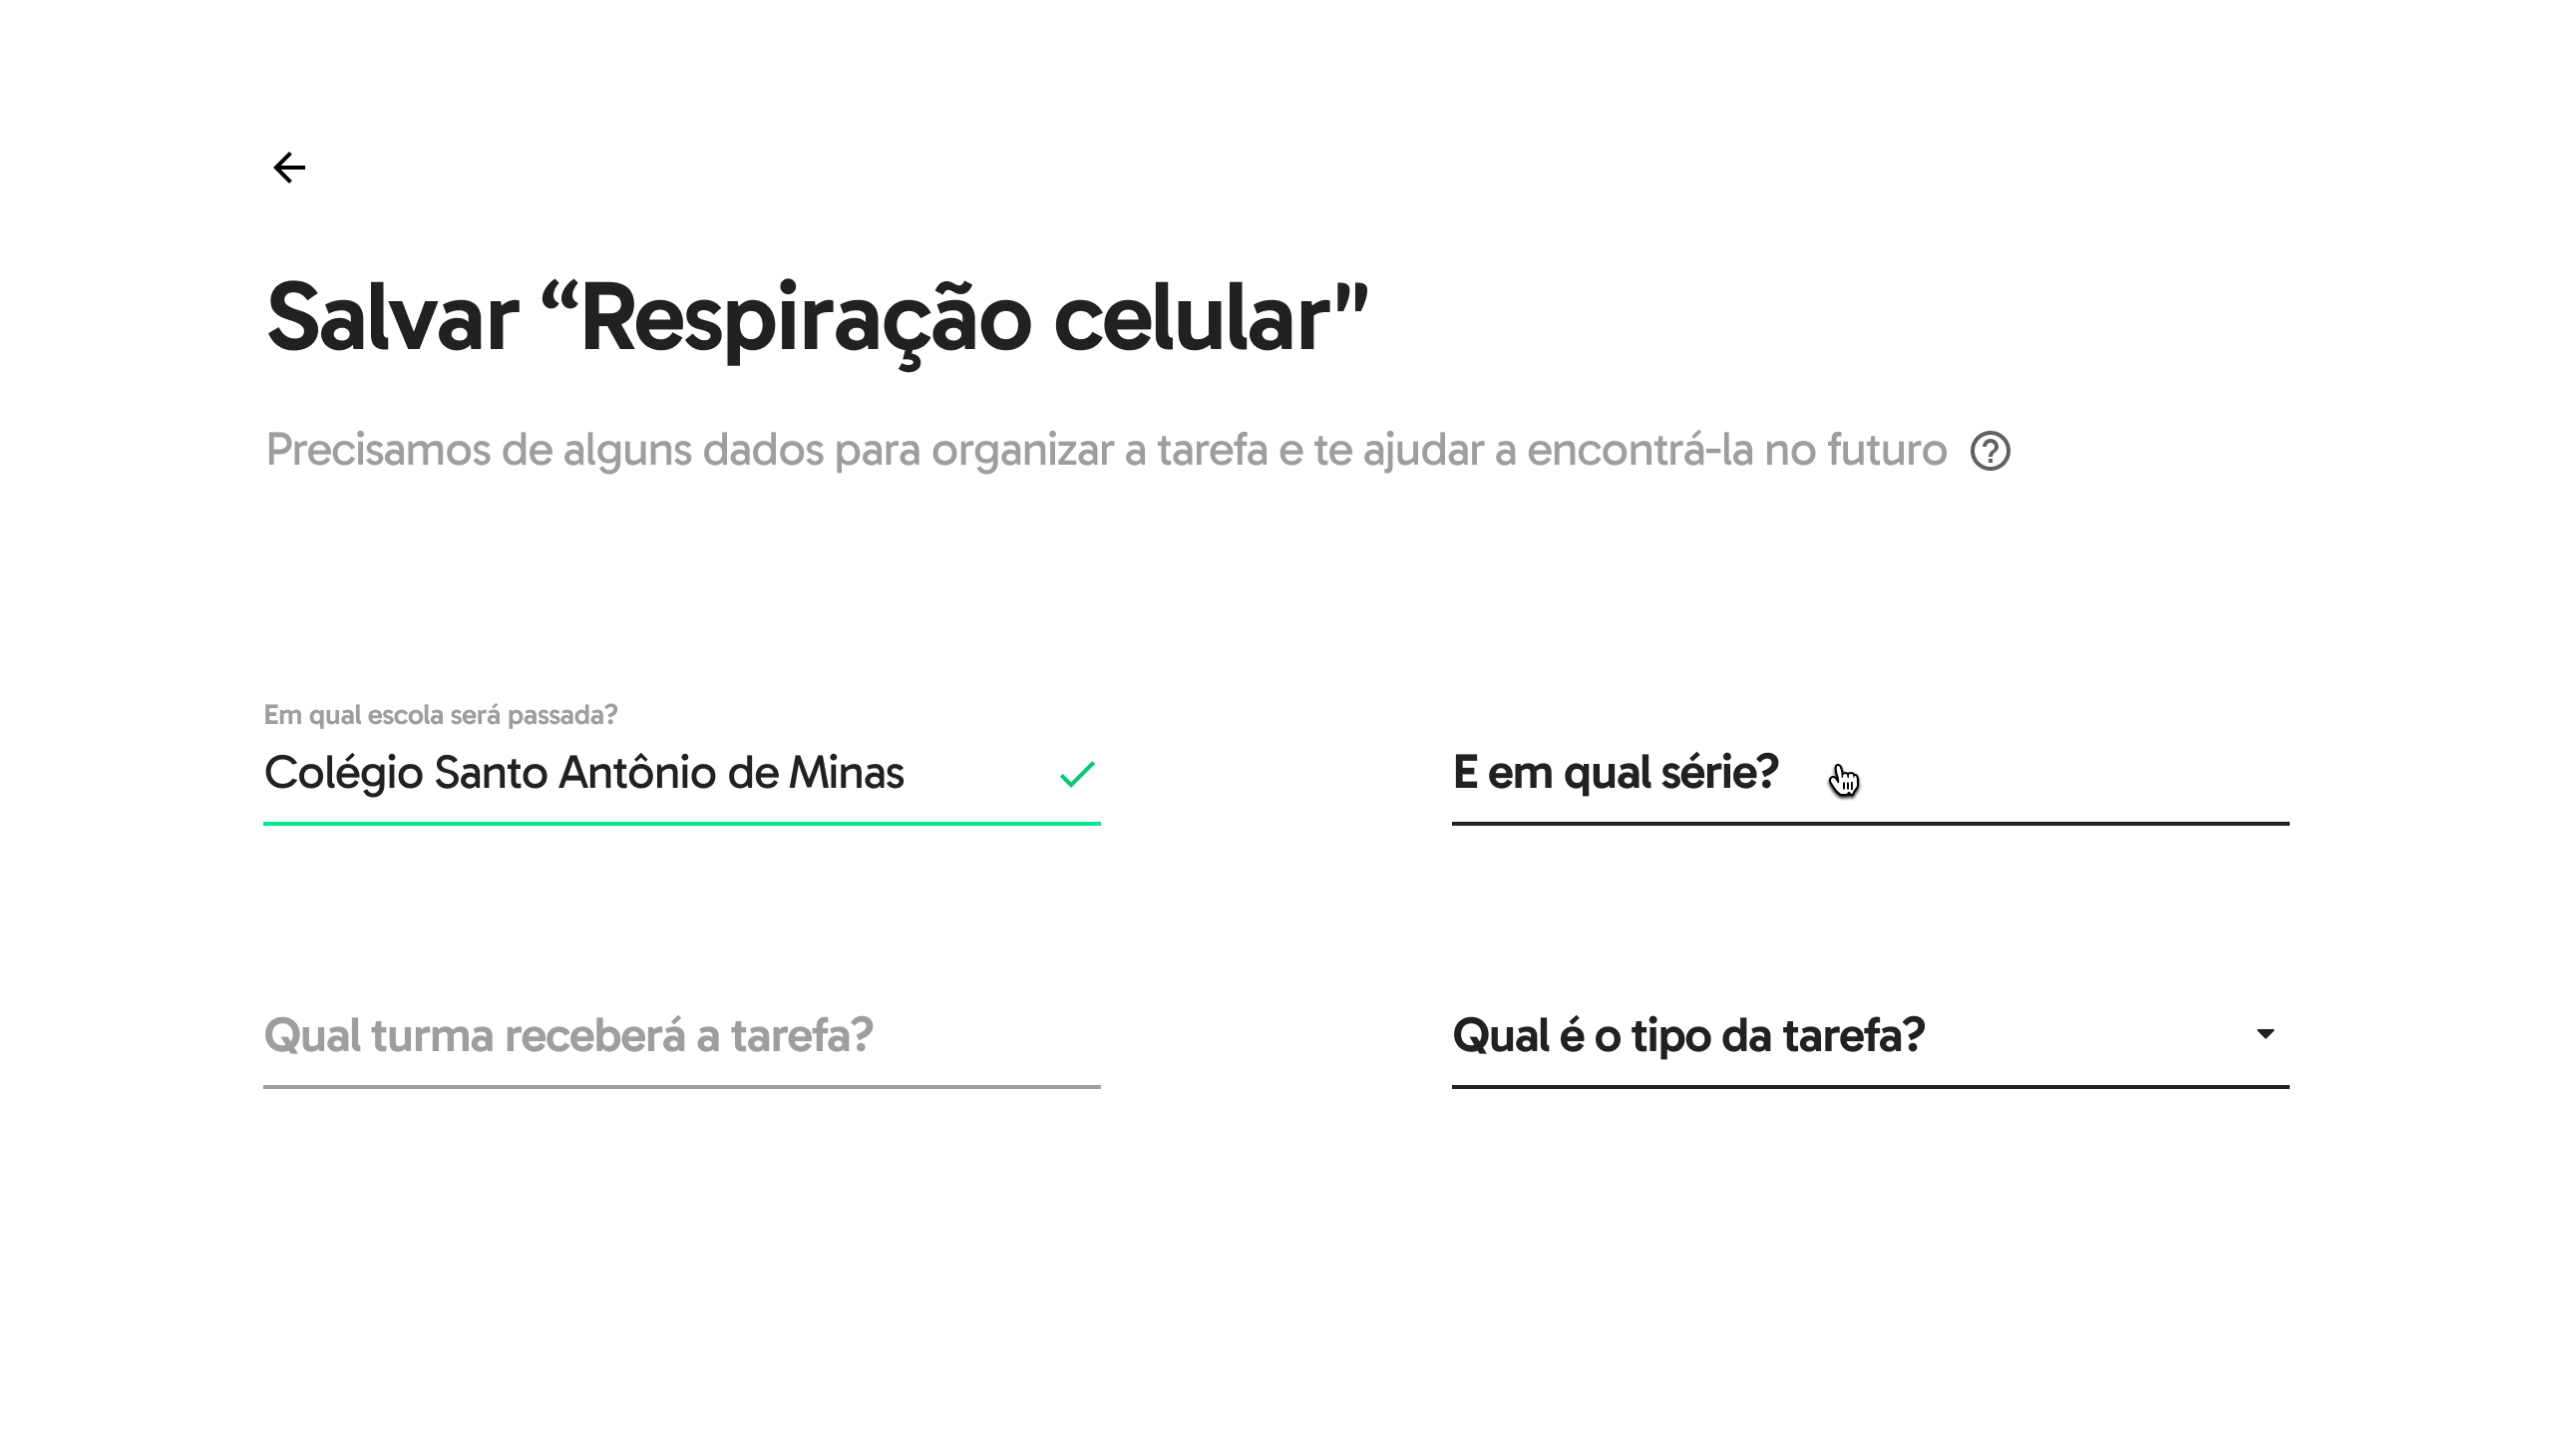 Salvar “Respiração celular”
Precisamos de alguns dados para organizar a tarefa e te ajudar a encontrá-la no futuro
Em qual escola será passada?
Colégio Santo Antônio de Minas
E em qual série?
Qual turma receberá a tarefa?
Qual é o tipo da tarefa?